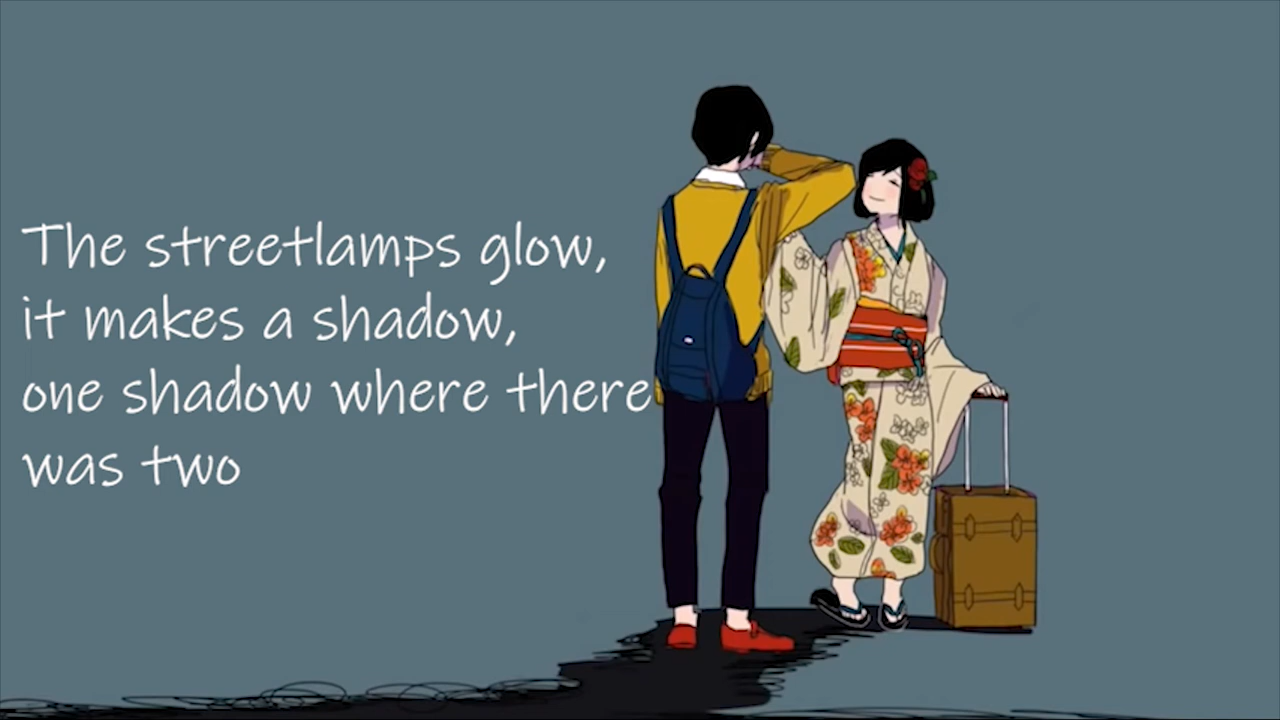 The streetlamps glow,
it makes a shadow,
one shadow where there
was two